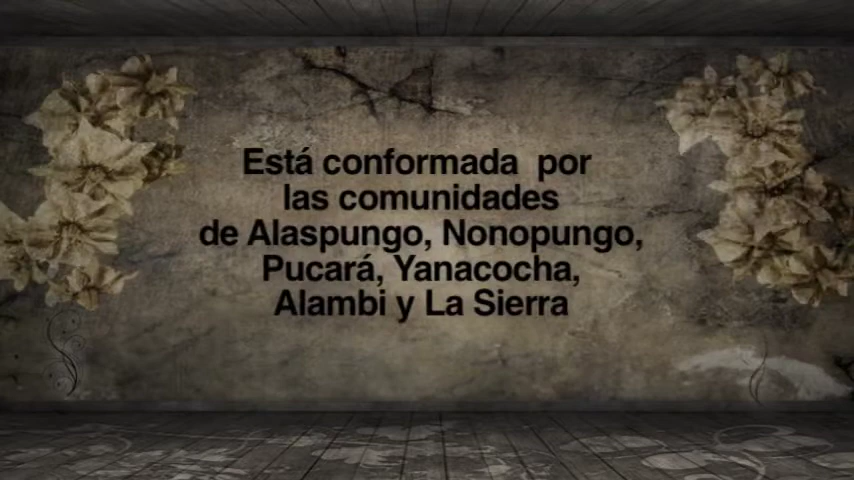 Está conformada  por
las comunidades
de Alaspungo, Nonopungo,
Pucará, Yanacocha,
Alambi y La Sierra